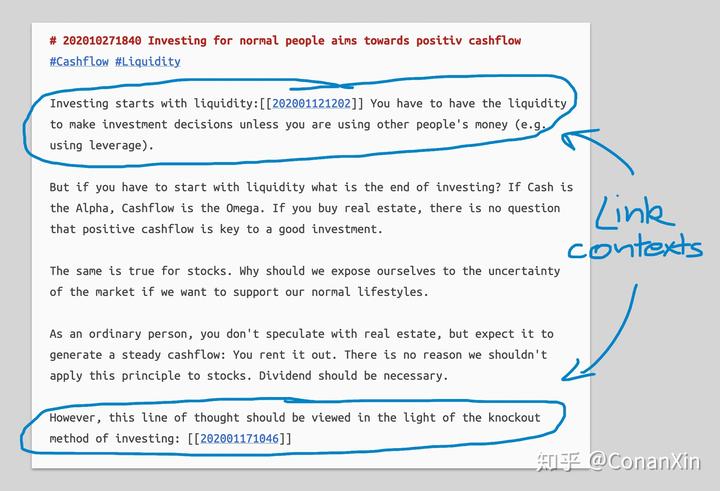 # 202010271840 Investing for normal people aims towards positiv cashflow
#Cashflow #Liquidity
Investing starts with liquidity:[[202001121202]] You have to have the liquidity
to make investment decisions unless you are using other people's money (e.g.
using leverage).
But if you have to start with liquidity what is the end of investing? If Cash is
the Alpha, Cashflow is the Omega. If you buy real estate, there is no question
that positive cashflow is key to a good investment.
The same is true for stocks. Why should we expose ourselves to the uncertainty
of the market if we want to support our normal lifestyles.
As an ordinary person, you don't speculate with real estate, but expect it to
generate a steady cashflow: You rent it out. There is no reason we shouldn't
apply this principle to stocks. Dividend should be necessary.
However, this line of thought should be viewed in the light of the knockout
method of investing: [[202001171046]]
Link
contexts
知乎 @ConanXin